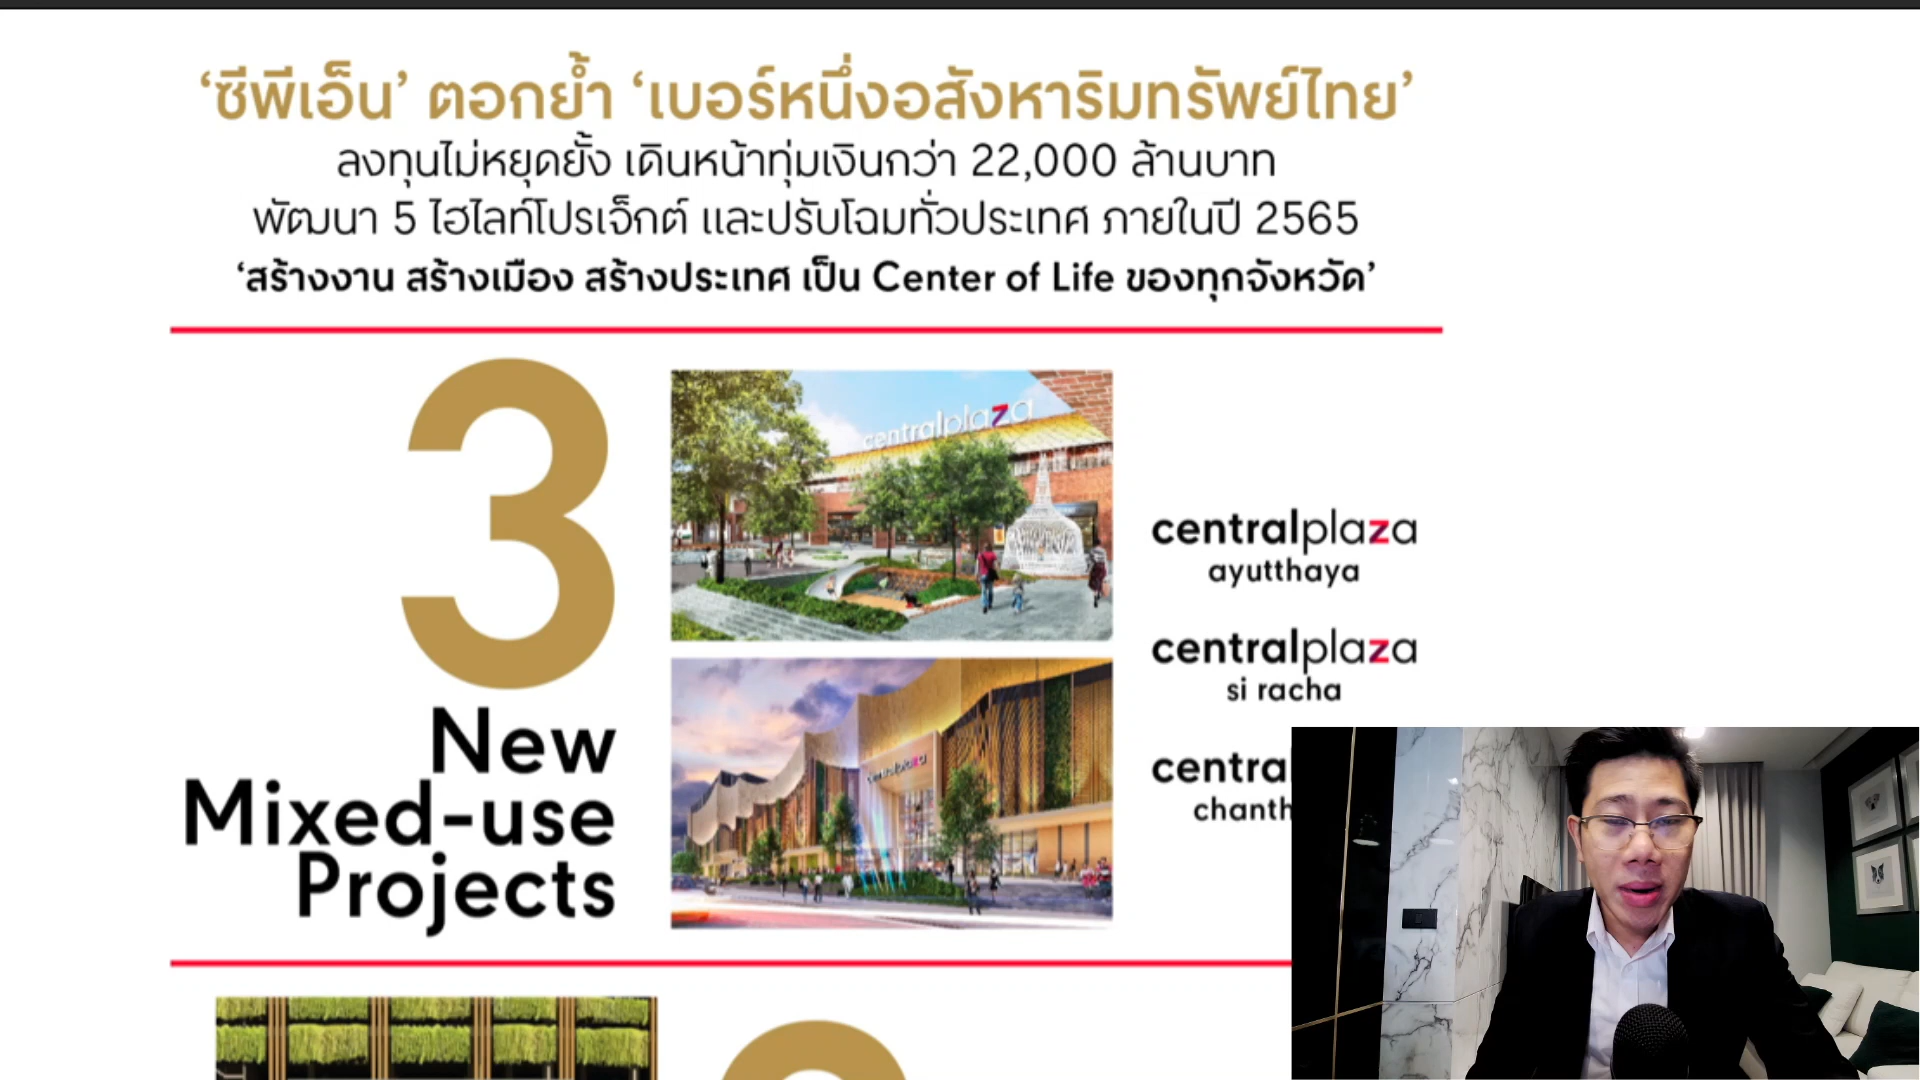 ‘ซีพีเอ็น’ ตอกย้ำ ‘เบอร์หนึ่งอสังหาริมทรัพย์ไทย’
ลงทุนไม่หยุดยั้ง เดินหน้าทุ่มเงินกว่า 22,000 ล้านบาท
พัฒนา 5 ไฮไลท์โปรเจ็กต์ และปรับโฉมทั่วประเทศ ภายในปี 2565
‘สร้างงาน สร้างเมือง สร้างประเทศ เป็น Center of Life ของทุกจังหวัด’
3
New
Mixed-use
Projects
centralplaza
centralplaza
centralplaza
ayutthaya
centralplaza
si racha
central
chanth